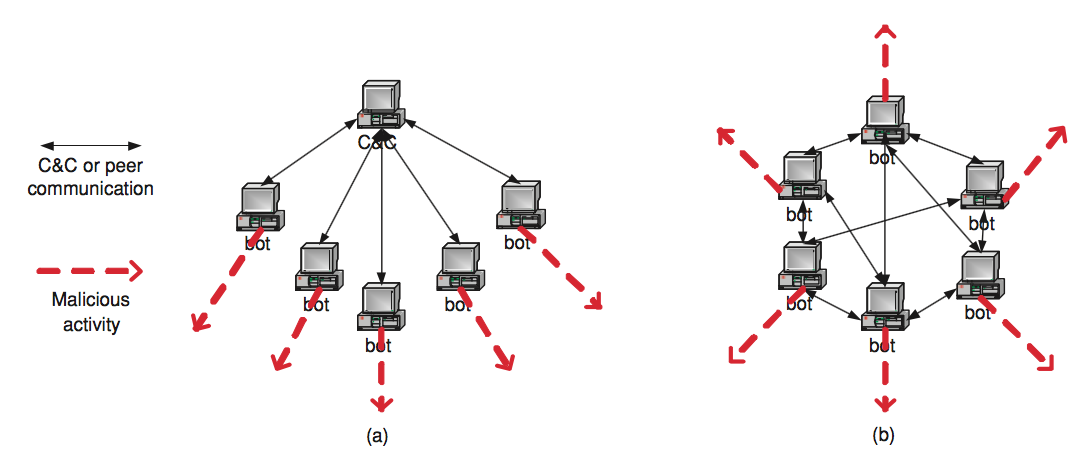 C&C or peer
communication
Malicious
activity
C&C
bot
bot
bot
bot
bot
(a)
bot
bot
bot
bot
bot
bot
(b)